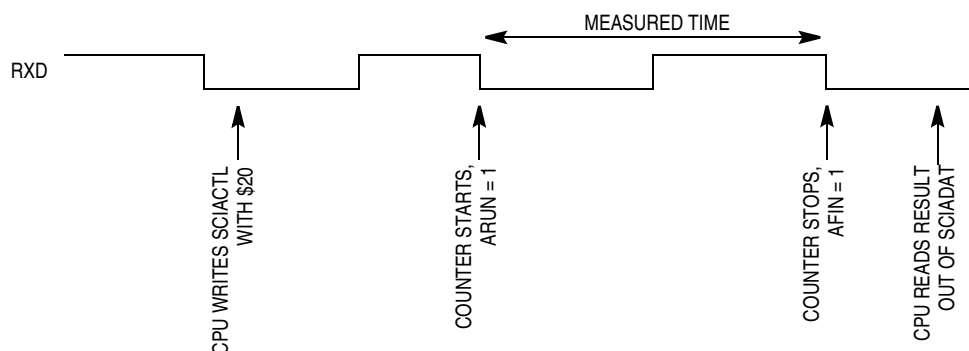 MEASURED TIME
RXD
CPU WRITES SCIACTL
WITH $20
COUNTER STARTS,
ARUN = 1
COUNTER STOPS,
AFIN = 1
CPU READS RESULT
OUT OF SCIADAT